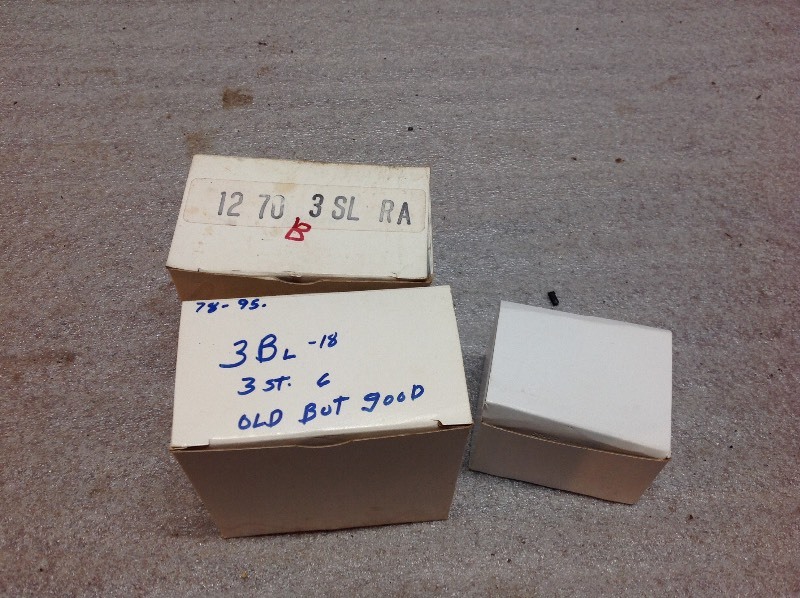 12 70 3 SL RA
B
78-95.
3BL -18
3 ST. 6
OLD BUT gOOD